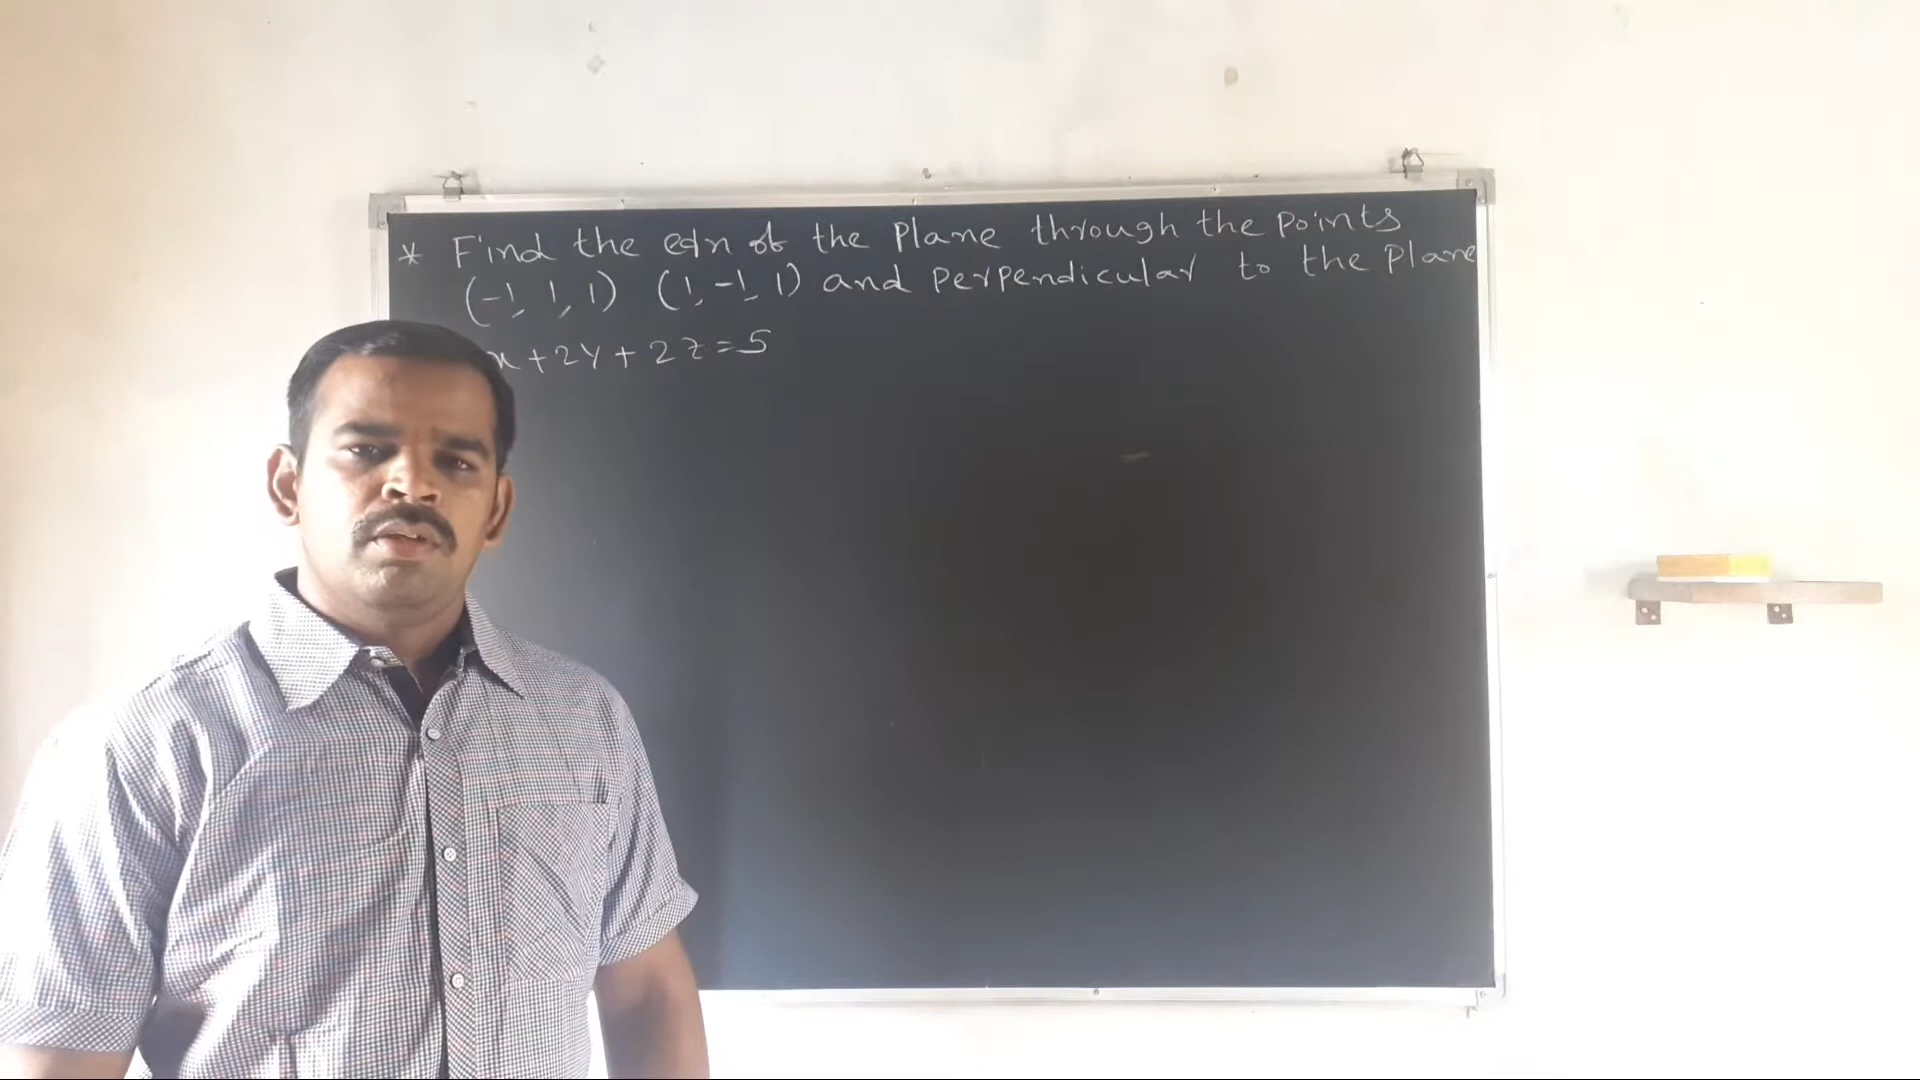 * Find the eqn of the plane through the points
(-1, 1, 1) (1, -1, 1) and perpendicular to the plane
x + 2y + 2z = 5